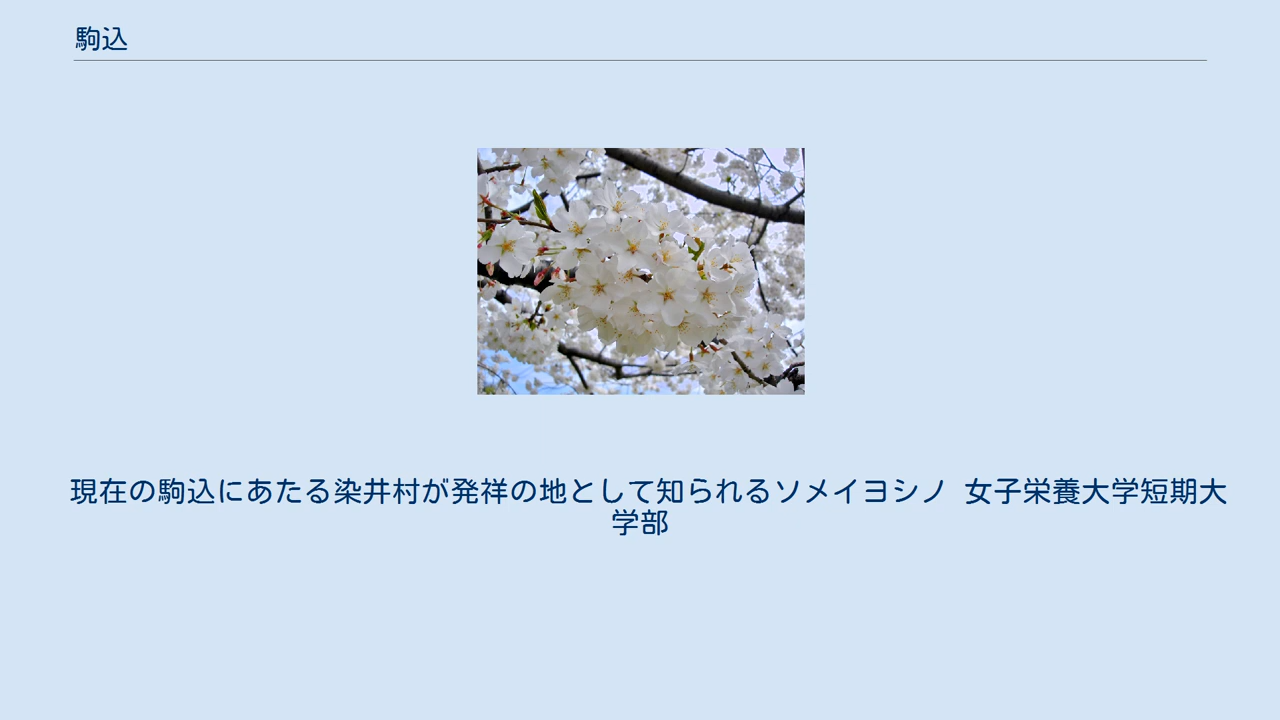 駒込
現在の駒込にあたる染井村が発祥の地として知られるソメイヨシノ 女子栄養大学短期大
学部